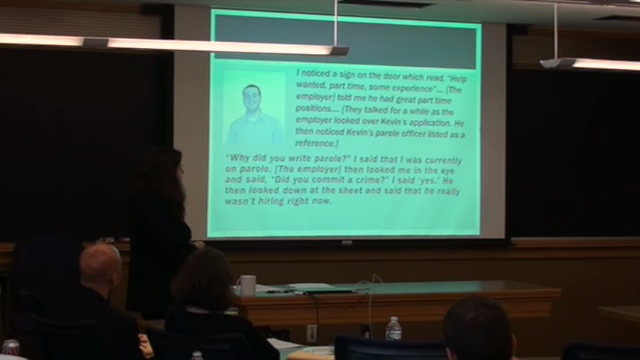 I noticed a sign on the door which read, "Help
wanted, part time, some experience".... [The
employer] told me he had great part time
positions.... [They talked for a while as the
employer looked over Kevin's application. He
then noticed Kevin's parole officer listed as a
reference.]
"Why did you write parole?" I said that I was currently
on parole. [The employer] then looked me in the eye
and said, "Did you commit a crime?" I said 'yes.' He
then looked down at the sheet and said that he really
wasn't hiring right now.